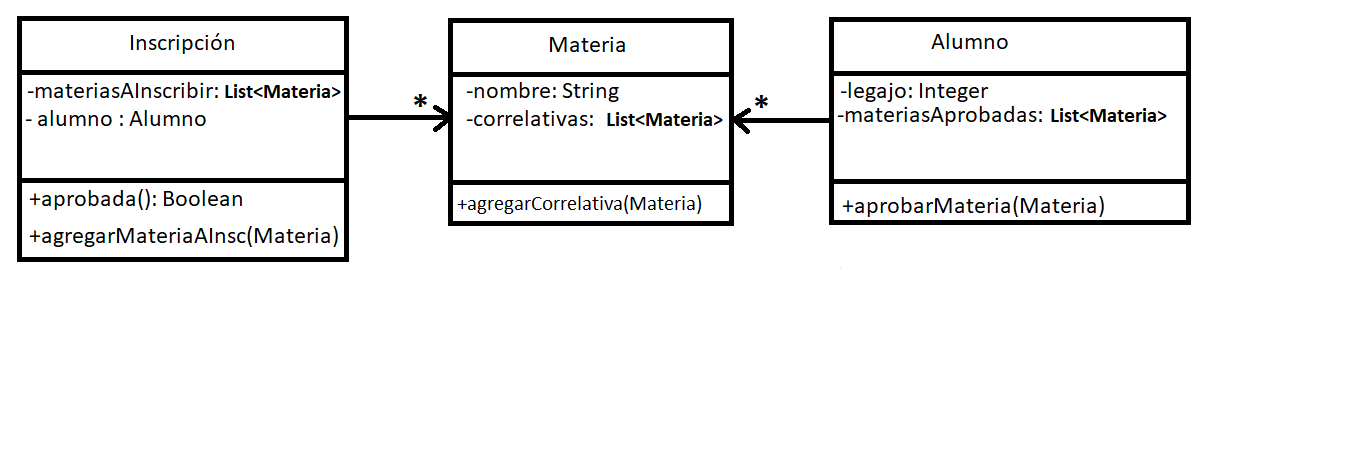 Inscripción
-materiasAInscribir: List<Materia>
- alumno : Alumno
+aprobada(): Boolean
+agregarMateriaAInsc(Materia)
*
Materia
-nombre: String
-correlativas: List<Materia>
+agregarCorrelativa(Materia)
*
Alumno
-legajo: Integer
-materiasAprobadas: List<Materia>
+aprobarMateria(Materia)